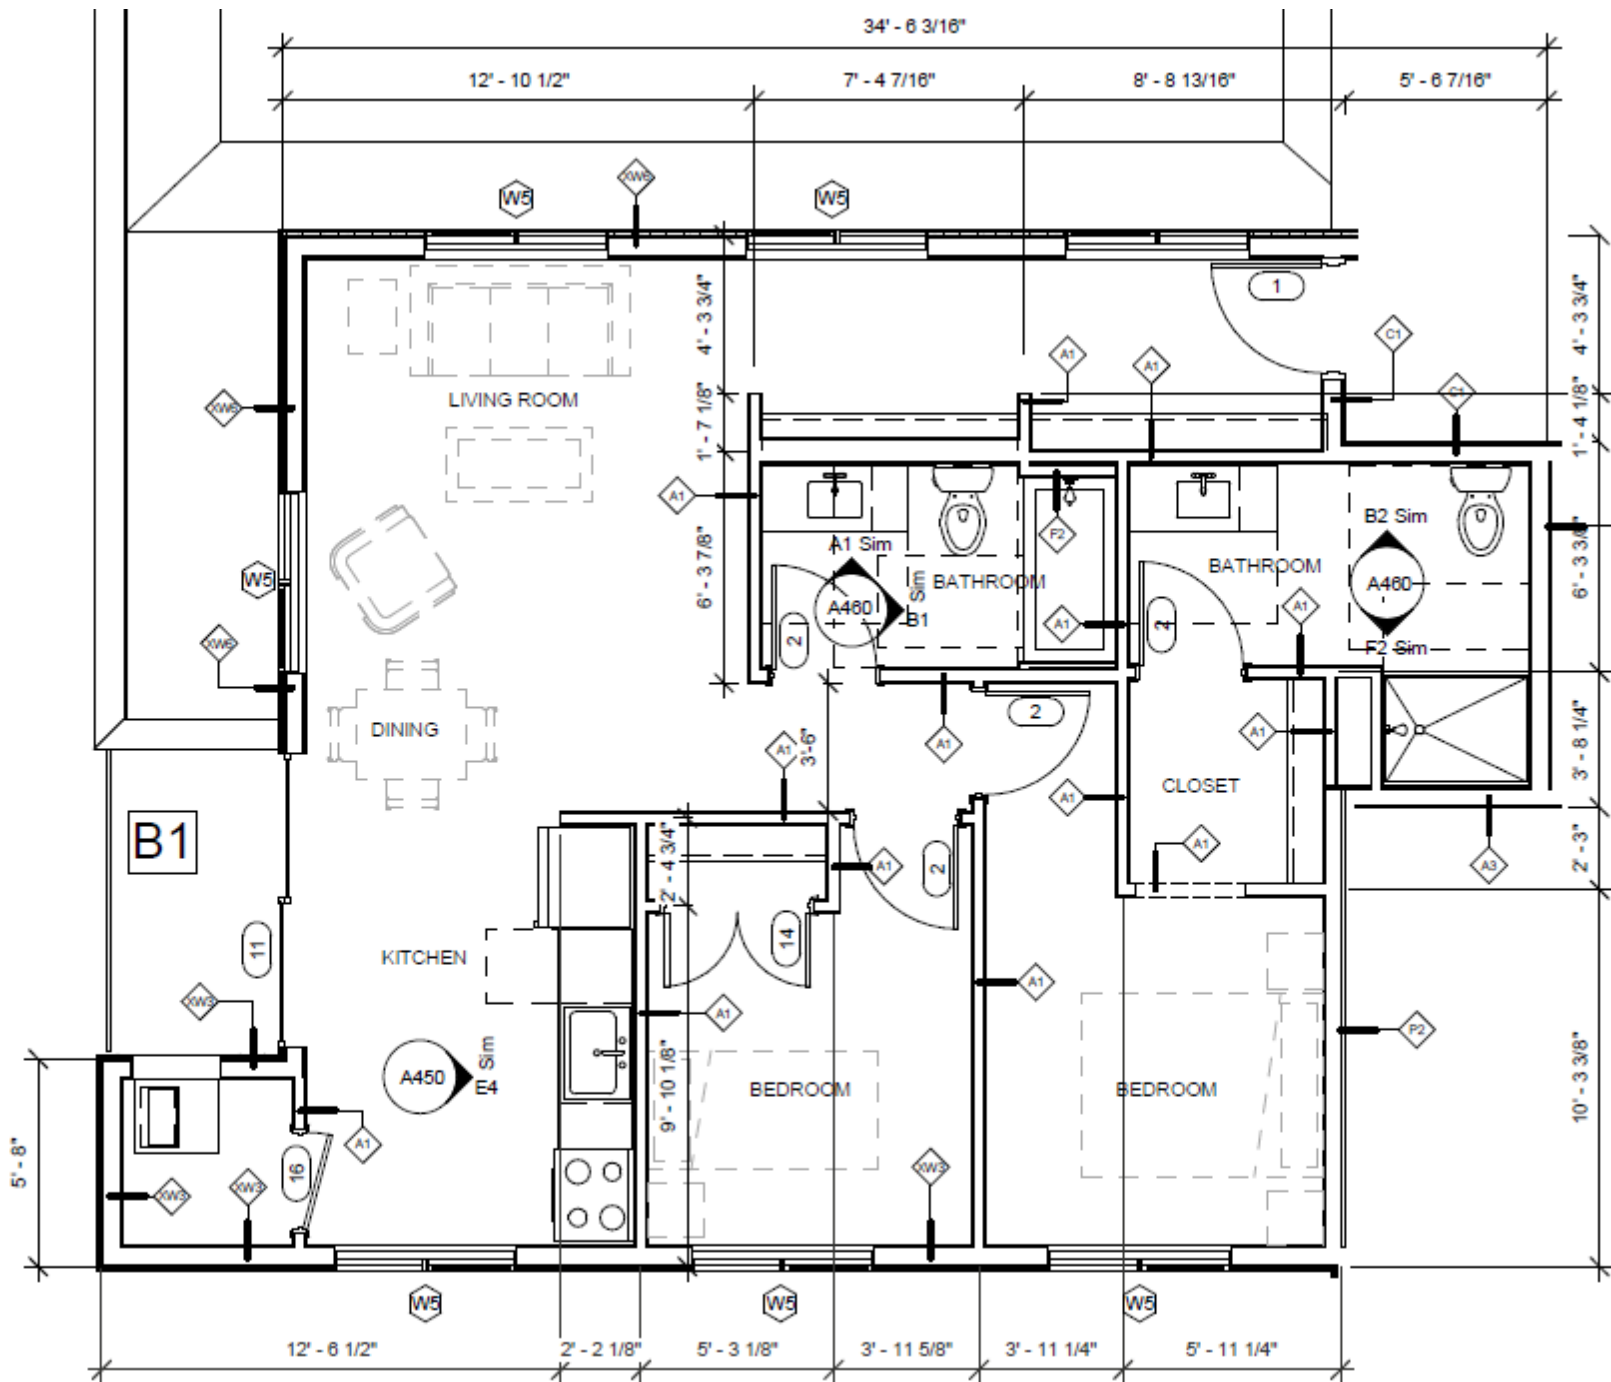 34' - 6 3/16"
12' - 10 1/2"
7' - 4 7/16"
8' - 8 13/16"
5' - 6 7/16"
W5
XW6
W5
1
4' - 3 3/4"
4' - 3 3/4"
C1
A1
A1
C1
XW6
LIVING ROOM
1' - 7 1/8"
1' - 4 1/8"
A1
F2
B2 Sim
A1 Sim
6' - 3 7/8"
W5
BATHROOM
Sim
BATHROOM
A460
A460
B1
A1
A1
2
2
F2 Sim
XW6
2
DINING
A1
3'-6"
A1
A1
3' - 8 1/4"
CLOSET
A1
B1
A1
2' - 4 3/4"
A1
2
A3
2' - 3"
11
KITCHEN
14
A1
XW3
A1
P2
A450
Sim
E4
9' - 10 1/8"
BEDROOM
BEDROOM
10' - 3 3/8"
A1
5' - 8"
16
XW3
XW3
XW3
W5
W5
W5
12' - 6 1/2"
2' - 2 1/8"
5' - 3 1/8"
3' - 11 5/8"
3' - 11 1/4"
5' - 11 1/4"